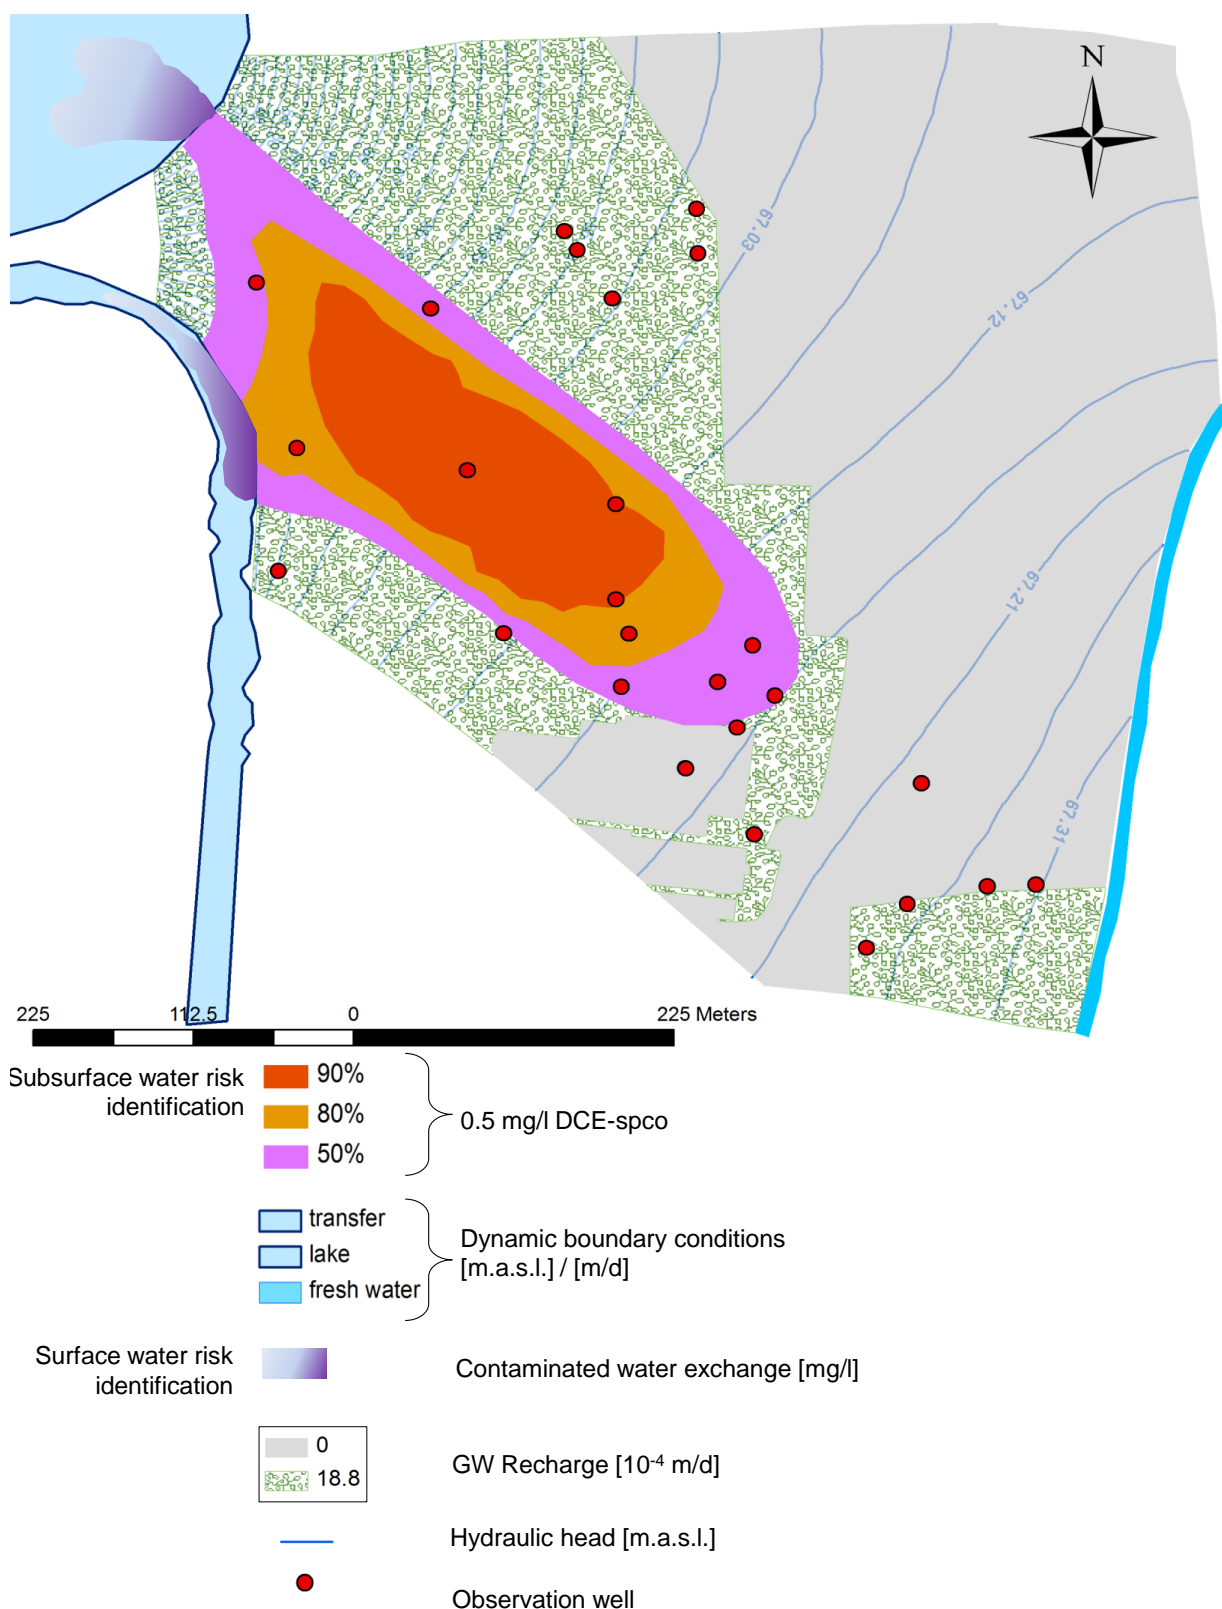 N
67.03
67.12
67.21
67.31
225 112.5 0 225 Meters
Subsurface water risk
identification
90%
80%
50%
0.5 mg/l DCE-spco
transfer
lake
fresh water
Dynamic boundary conditions
[m.a.s.l.] / [m/d]
Surface water risk
identification
Contaminated water exchange [mg/l]
0
18.8
GW Recharge [10⁻⁴ m/d]
Hydraulic head [m.a.s.l.]
Observation well